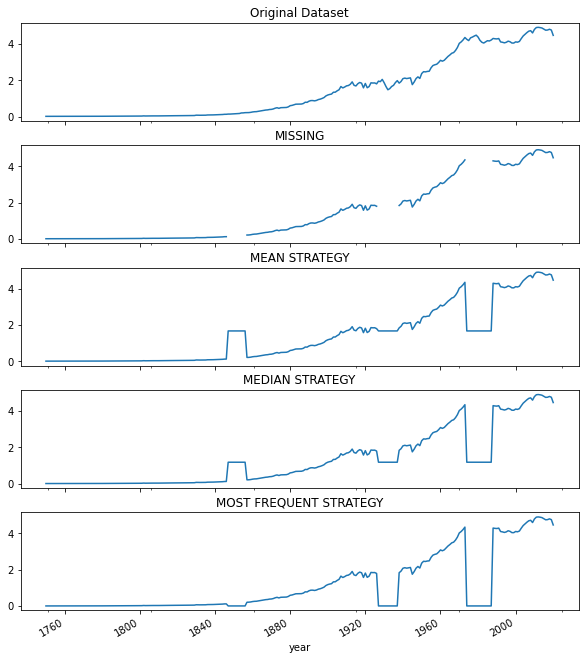 Original Dataset
4
2
0
MISSING
4
2
0
MEAN STRATEGY
4
2
0
MEDIAN STRATEGY
4
2
0
MOST FREQUENT STRATEGY
4
2
0
1760 1800 1840 1880 1920 1960 2000
year